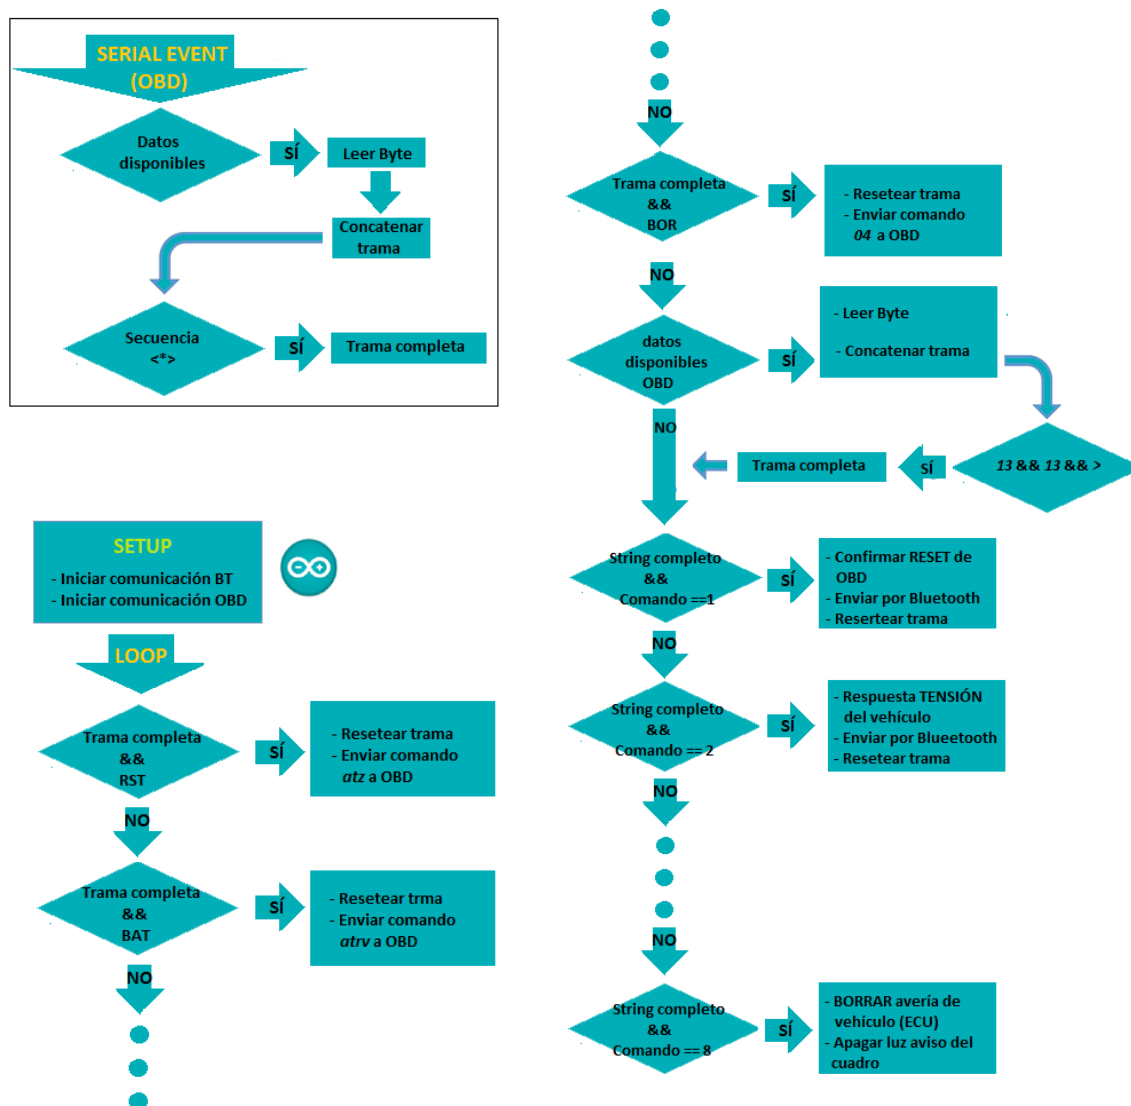 SERIAL EVENT
(OBD)
Datos
disponibles
SÍ
Leer Byte
Concatenar
trama
Secuencia
<*>
SÍ
Trama completa
SETUP
- Iniciar comunicación BT
- Iniciar comunicación OBD
LOOP
Trama completa
&&
RST
SÍ
- Resetear trama
- Enviar comando
atz a OBD
NO
Trama completa
&&
BAT
SÍ
- Resetear trma
- Enviar comando
atrv a OBD
NO
NO
Trama completa
&&
BOR
SÍ
- Resetear trama
- Enviar comando
04 a OBD
NO
datos
disponibles
OBD
SÍ
- Leer Byte
- Concatenar trama
NO
13 && 13 && >
SÍ
Trama completa
String completo
&&
Comando ==1
SÍ
- Confirmar RESET de
OBD
- Enviar por Bluetooth
- Resertear trama
NO
String completo
&&
Comando == 2
SÍ
- Respuesta TENSIÓN
del vehículo
- Enviar por Blueetooth
- Resetear trama
NO
NO
String completo
&&
Comando == 8
SÍ
- BORRAR avería de
vehículo (ECU)
- Apagar luz aviso del
cuadro